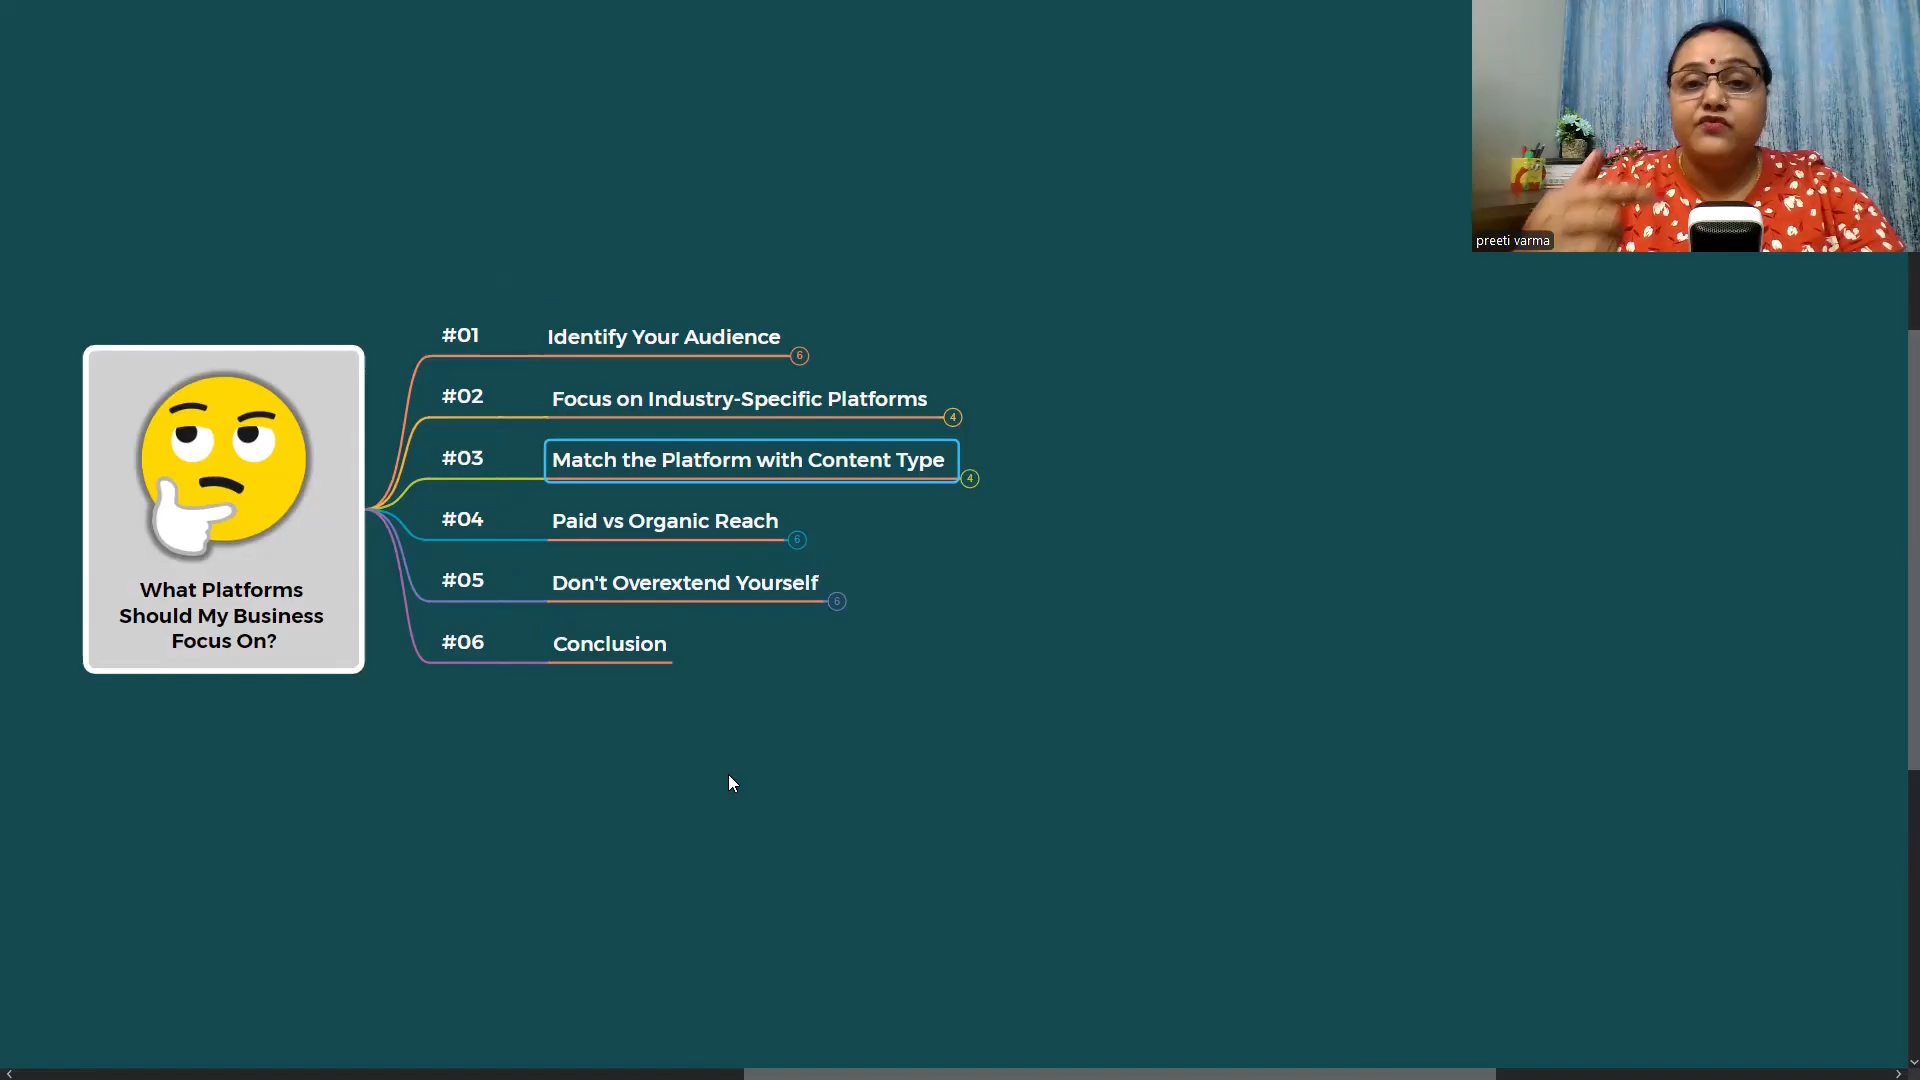 preeti varma
#01 Identify Your Audience 6
#02 Focus on Industry-Specific Platforms 4
#03 Match the Platform with Content Type 4
#04 Paid vs Organic Reach 6
#05 Don't Overextend Yourself 6
#06 Conclusion
What Platforms
Should My Business
Focus On?